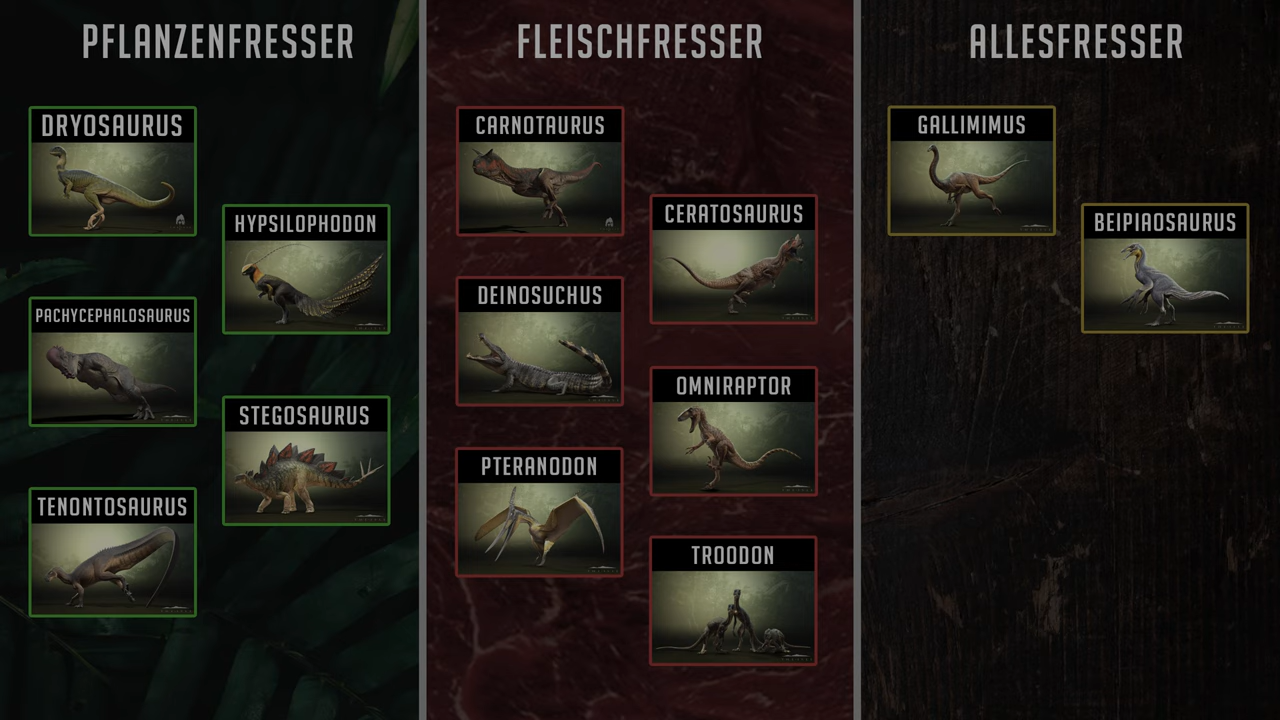 PFLANZENFRESSER
DRYOSAURUS
HYPSILOPHODON
PACHYCEPHALOSAURUS
STEGOSAURUS
TENONTOSAURUS
FLEISCHFRESSER
CARNOTAURUS
CERATOSAURUS
DEINOSUCHUS
OMNIRAPTOR
PTERANODON
TROODON
ALLESFRESSER
GALLIMIMUS
BEIPIAOSAURUS